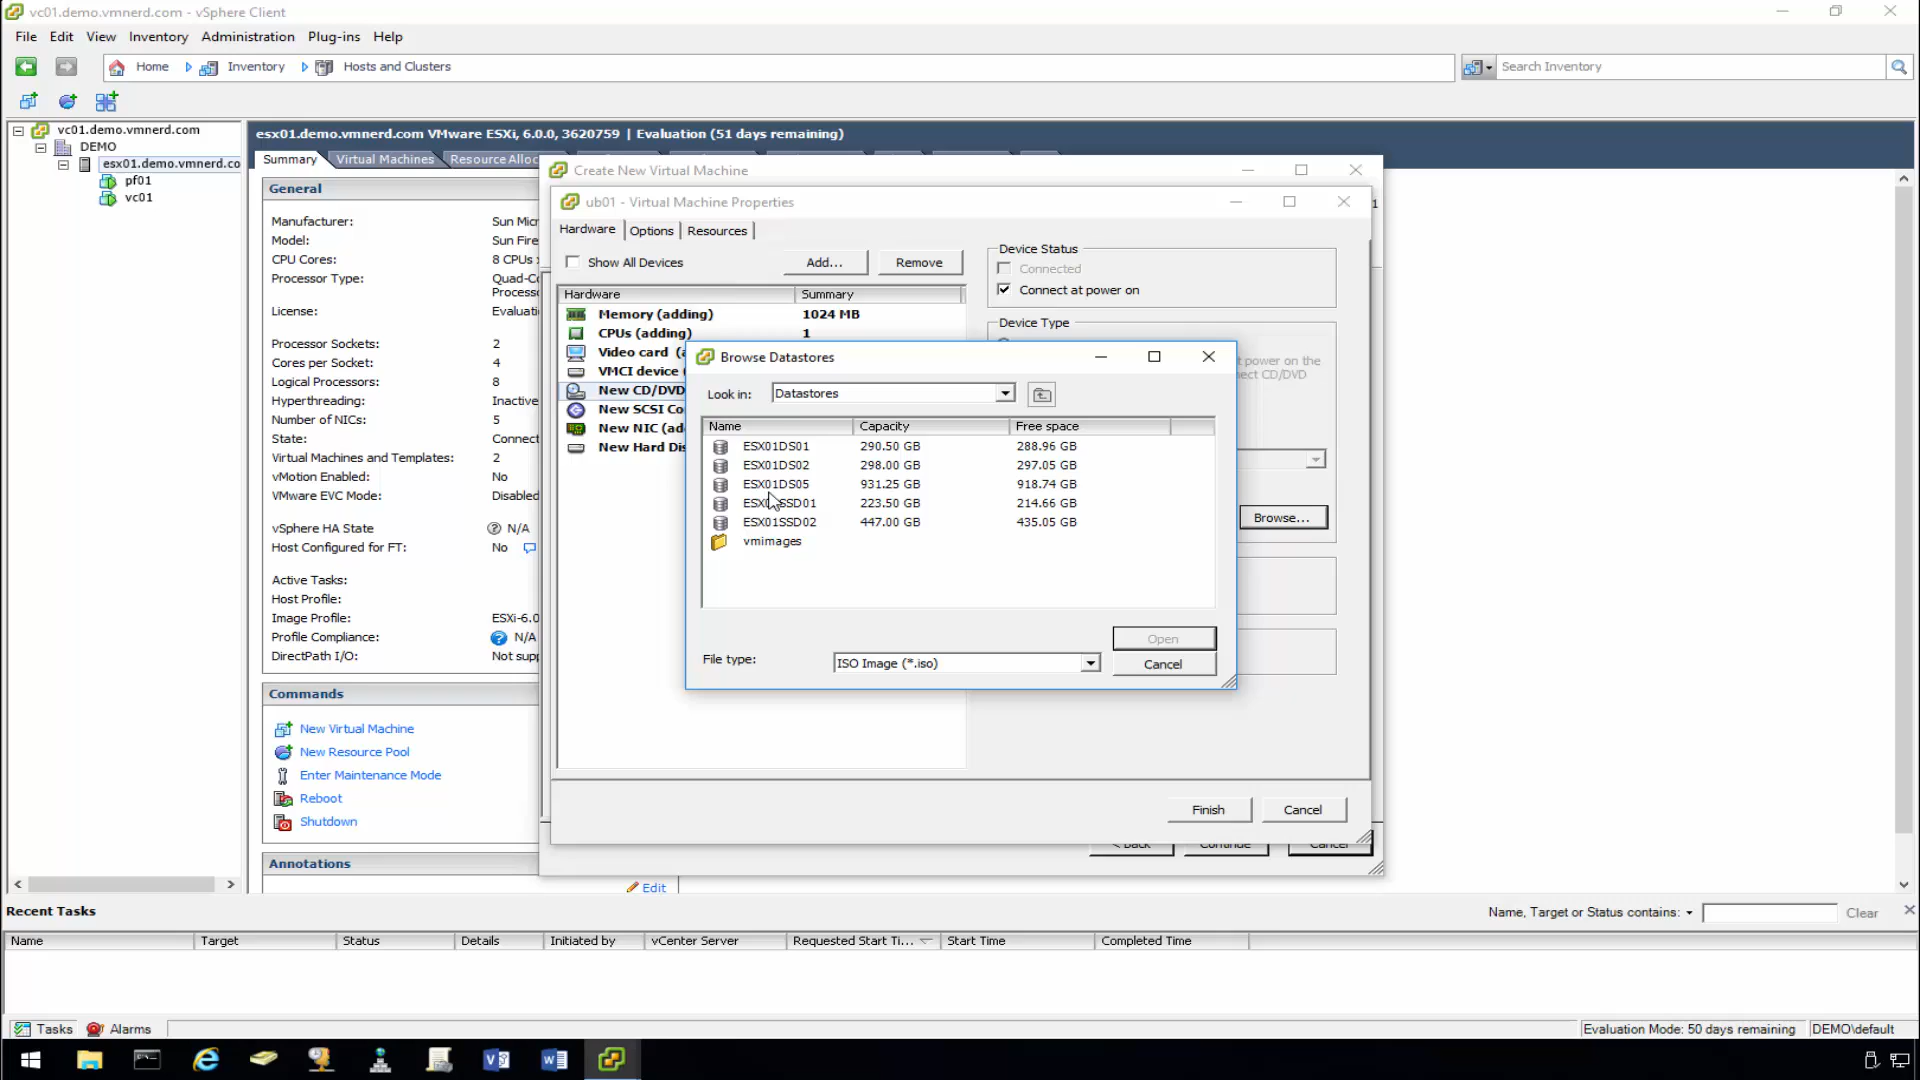 vc01.demo.vmnerd.com - vSphere Client
File Edit View Inventory Administration Plug-ins Help
Home Inventory Hosts and Clusters
Search Inventory
vc01.demo.vmnerd.com
DEMO
esx01.demo.vmnerd.co
pf01
vc01
esx01.demo.vmnerd.com VMware ESXi, 6.0.0, 3620759 | Evaluation (51 days remaining)
Summary Virtual Machines Resource Alloc
General
Manufacturer: Sun Micr
Model: Sun Fire
CPU Cores: 8 CPUs
Processor Type: Quad-Co
Processo
License: Evaluati
Processor Sockets: 2
Cores per Socket: 4
Logical Processors: 8
Hyperthreading: Inactive
Number of NICs: 5
State: Connect
Virtual Machines and Templates: 2
vMotion Enabled: No
VMware EVC Mode: Disabled
vSphere HA State N/A
Host Configured for FT: No
Active Tasks:
Host Profile:
Image Profile: ESXi-6.0
Profile Compliance: N/A
DirectPath I/O: Not supp
Commands
New Virtual Machine
New Resource Pool
Enter Maintenance Mode
Reboot
Shutdown
Annotations
Edit
Create New Virtual Machine
ub01 - Virtual Machine Properties
Hardware Options Resources
Show All Devices Add... Remove
Hardware Summary
Memory (adding) 1024 MB
CPUs (adding) 1
Video card (a
VMCI device (
New CD/DVD
New SCSI Co
New NIC (ad
New Hard Dis
Device Status
Connected
Connect at power on
Device Type
t power on the
ect CD/DVD
Browse...
Browse Datastores
Look in: Datastores
Name Capacity Free space
ESX01DS01 290.50 GB 288.96 GB
ESX01DS02 298.00 GB 297.05 GB
ESX01DS05 931.25 GB 918.74 GB
ESX01SSD01 223.50 GB 214.66 GB
ESX01SSD02 447.00 GB 435.05 GB
vmimages
Open
File type: ISO Image (*.iso) Cancel
Finish Cancel
< Back Continue Cancel
Recent Tasks
Name, Target or Status contains: Clear
Name Target Status Details Initiated by vCenter Server Requested Start Ti... Start Time Completed Time
Tasks Alarms
Evaluation Mode: 50 days remaining DEMO\default